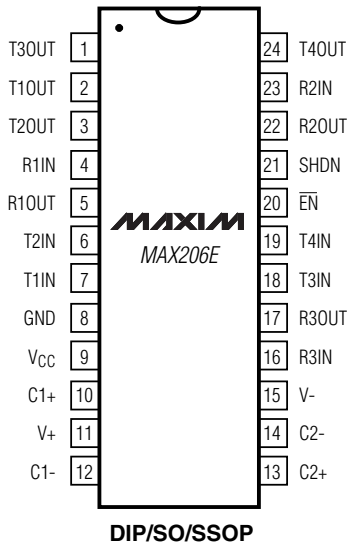 T3OUT 1 24 T4OUT
T1OUT 2 23 R2IN
T2OUT 3 22 R2OUT
R1IN 4 21 SHDN
R1OUT 5 20 E̅N̅
MAXIM
MAX206E
T2IN 6 19 T4IN
T1IN 7 18 T3IN
GND 8 17 R3OUT
VCC 9 16 R3IN
C1+ 10 15 V-
V+ 11 14 C2-
C1- 12 13 C2+
DIP/SO/SSOP